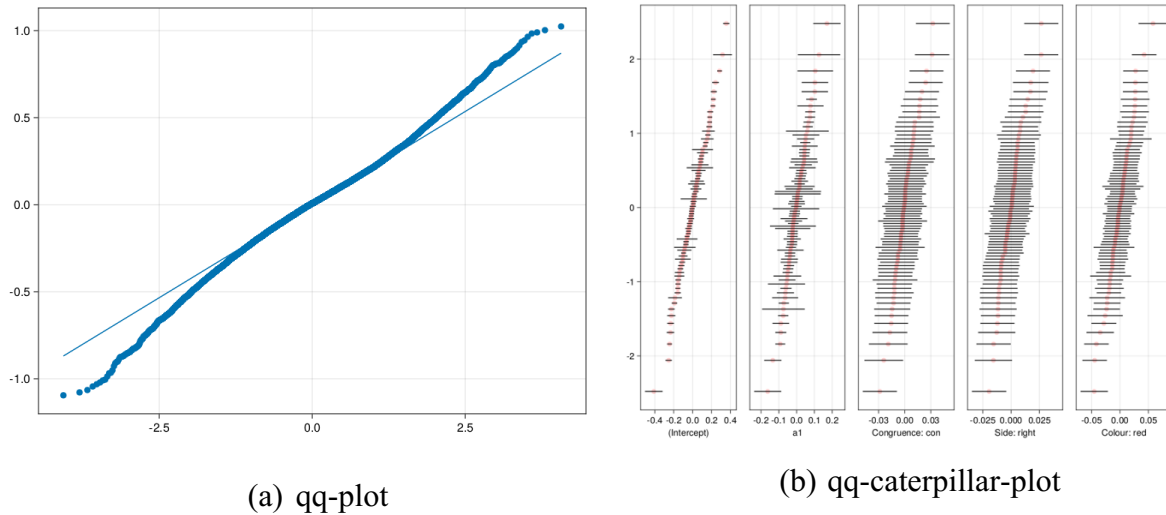 1.0
0.5
0.0
-0.5
-1.0
-2.5 0.0 2.5
(a) qq-plot
2
1
0
-1
-2
-0.4 -0.2 0.0 0.2 0.4
(Intercept)
-0.2 -0.1 0.0 0.1 0.2
a1
-0.03 0.00 0.03
Congruence: con
-0.025 0.000 0.025
Side: right
-0.05 0.00 0.05
Colour: red
(b) qq-caterpillar-plot